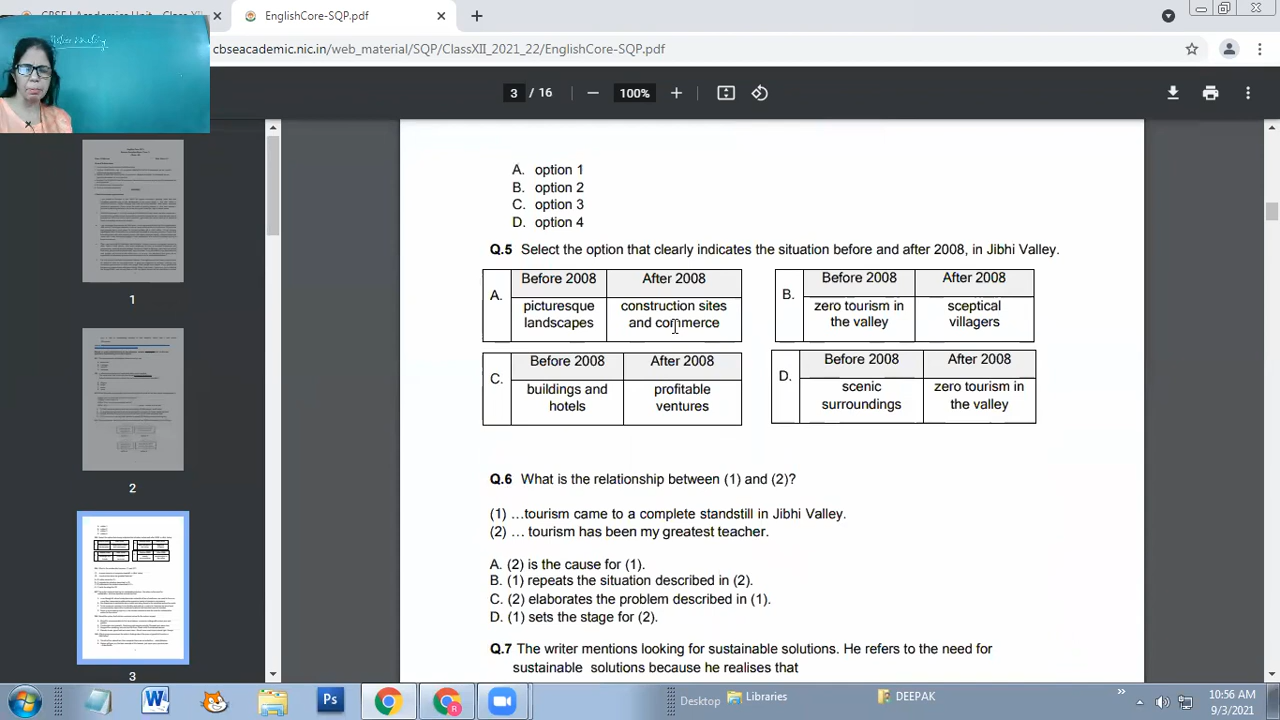 EnglishCore-SQP.pdf
cbseacademic.nic.in/web_material/SQP/ClassXII_2021_22/EnglishCore-SQP.pdf
3 / 16
100%
A. option 1
B. option 2
C. option 3
D. option 4
Q.5 Select the option that clearly indicates the situation before and after 2008, in Jibhi Valley.
A.
Before 2008 After 2008
picturesque landscapes construction sites and commerce
B.
Before 2008 After 2008
zero tourism in the valley sceptical villagers
C.
Before 2008 After 2008
buildings and hotels profitable ventures
D.
Before 2008 After 2008
scenic surroundings zero tourism in the valley
Q.6 What is the relationship between (1) and (2)?
(1) …tourism came to a complete standstill in Jibhi Valley.
(2) … tourism has been my greatest teacher.
A. (2) is the cause for (1).
B. (1) repeats the situation described in (2).
C. (2) elaborates the problem described in (1).
D. (1) sets the stage for (2).
Q.7 The writer mentions looking for sustainable solutions. He refers to the need for
sustainable solutions because he realises that
1
2
3
Desktop
Libraries
DEEPAK
10:56 AM
9/3/2021